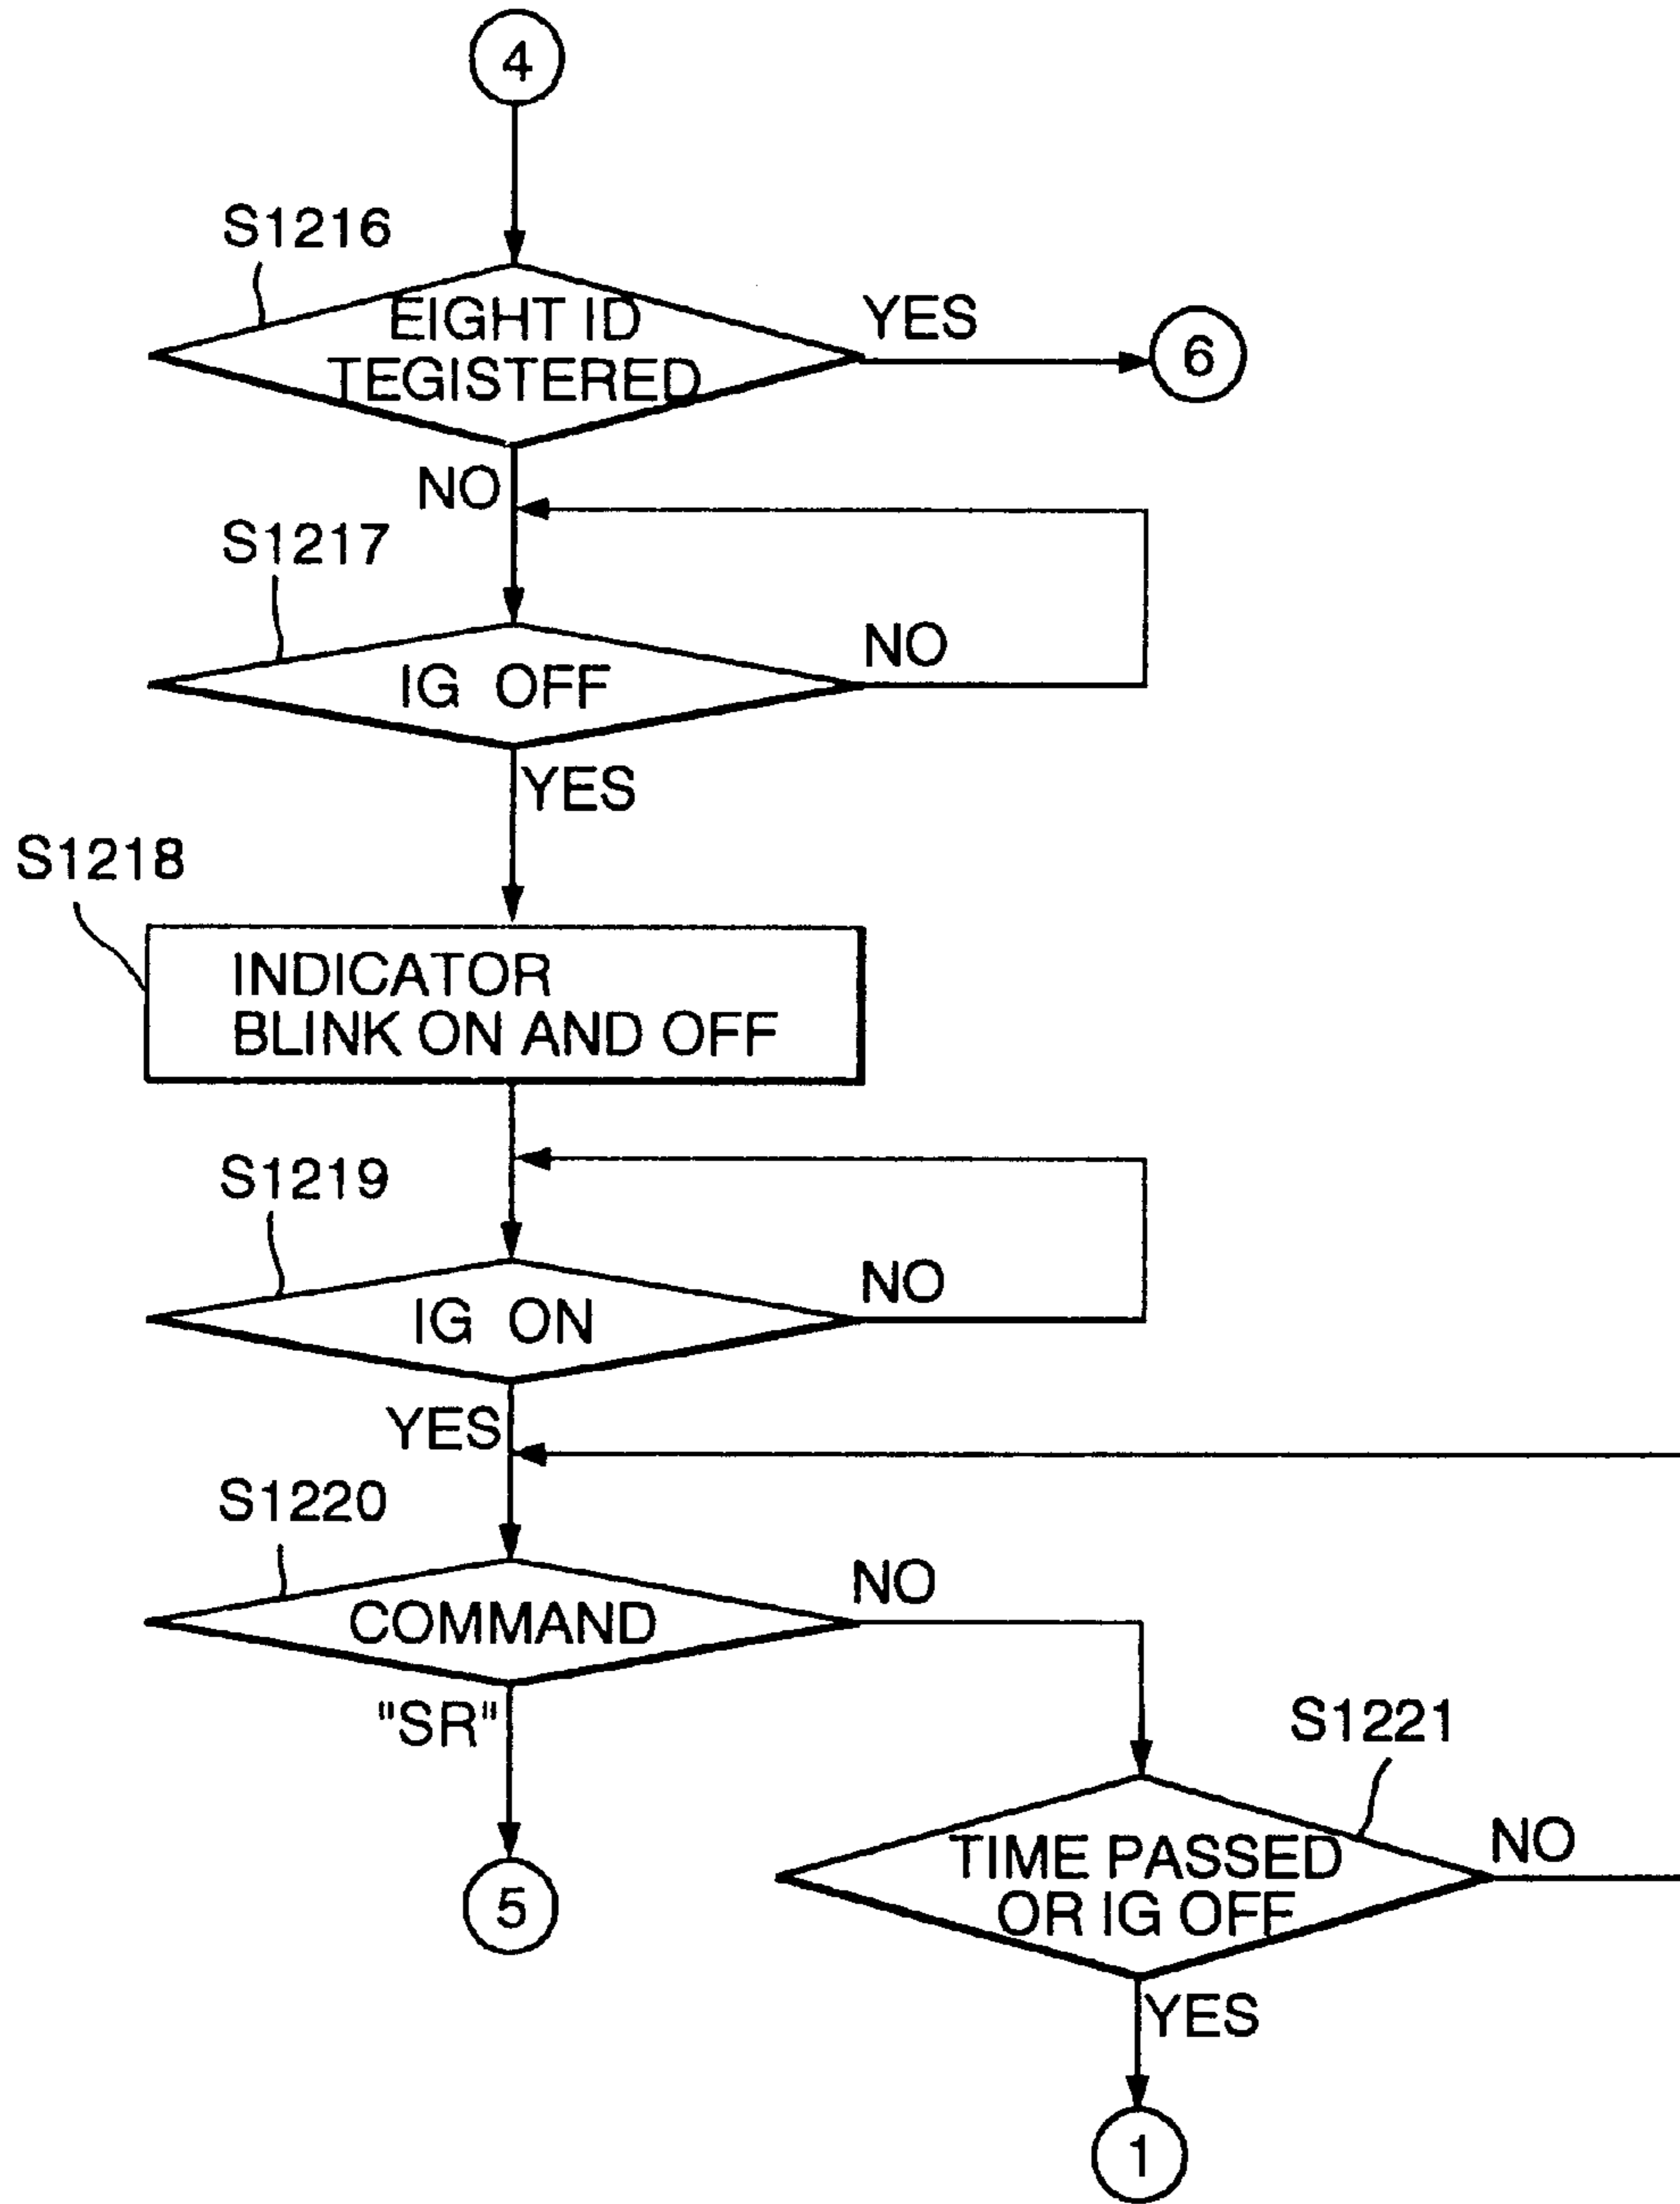 4
S1216
EIGHT ID
TEGISTERED
YES
6
NO
S1217
IG OFF
NO
YES
S1218
INDICATOR
BLINK ON AND OFF
S1219
IG ON
NO
YES
S1220
COMMAND
NO
"SR"
S1221
TIME PASSED
OR IG OFF
NO
5
YES
1